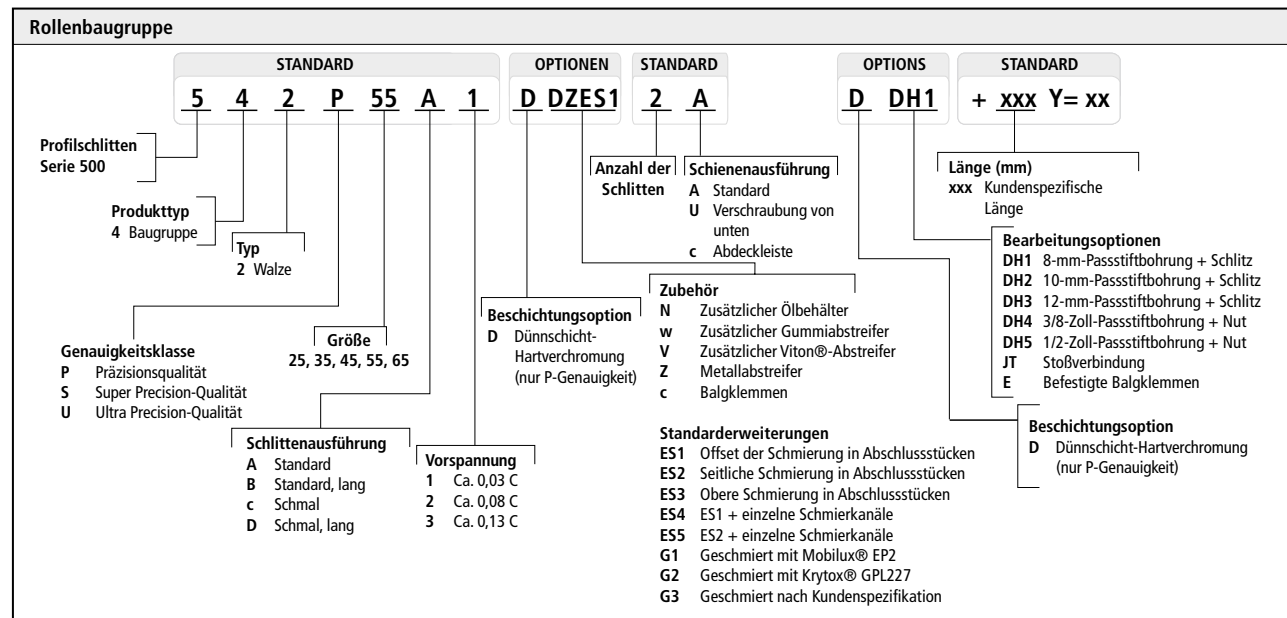 Rollenbaugruppe
STANDARD
OPTIONEN
STANDARD
OPTIONS
STANDARD
5 4 2 P 55 A 1
D DZES1
2 A
D DH1
+ xxx Y= xx
Profilschlitten
Serie 500
Produkttyp
4 Baugruppe
Typ
2 Walze
Genauigkeitsklasse
P Präzisionsqualität
S Super Precision-Qualität
U Ultra Precision-Qualität
Größe
25, 35, 45, 55, 65
Schlittenausführung
A Standard
B Standard, lang
c Schmal
D Schmal, lang
Vorspannung
1 Ca. 0,03 C
2 Ca. 0,08 C
3 Ca. 0,13 C
Beschichtungsoption
D Dünnschicht-
Hartverchromung
(nur P-Genauigkeit)
Anzahl der
Schlitten
Schienenausführung
A Standard
U Verschraubung von
unten
c Abdeckleiste
Zubehör
N Zusätzlicher Ölbehälter
w Zusätzlicher Gummiabstreifer
V Zusätzlicher Viton®-Abstreifer
Z Metallabstreifer
c Balgklemmen
Standarderweiterungen
ES1 Offset der Schmierung in Abschlussstücken
ES2 Seitliche Schmierung in Abschlussstücken
ES3 Obere Schmierung in Abschlussstücken
ES4 ES1 + einzelne Schmierkanäle
ES5 ES2 + einzelne Schmierkanäle
G1 Geschmiert mit Mobilux® EP2
G2 Geschmiert mit Krytox® GPL227
G3 Geschmiert nach Kundenspezifikation
Länge (mm)
xxx Kundenspezifische
Länge
Bearbeitungsoptionen
DH1 8-mm-Passstiftbohrung + Schlitz
DH2 10-mm-Passstiftbohrung + Schlitz
DH3 12-mm-Passstiftbohrung + Schlitz
DH4 3/8-Zoll-Passstiftbohrung + Nut
DH5 1/2-Zoll-Passstiftbohrung + Nut
JT Stoßverbindung
E Befestigte Balgklemmen
Beschichtungsoption
D Dünnschicht-Hartverchromung
(nur P-Genauigkeit)